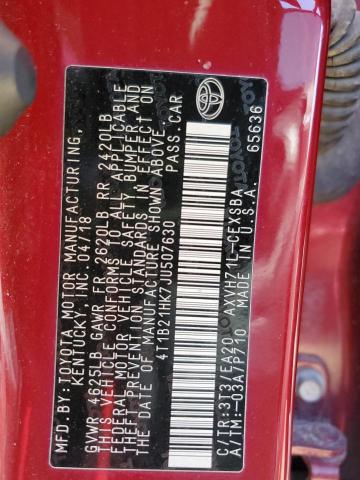 MFD.BY: TOYOTA MOTOR MANUFACTURING,
KENTUCKY, INC. 04/18
GVWR 4625LB GAWR FR 2620LB RR 2420LB
THIS VEHICLE CONFORMS TO ALL APPLICABLE
FEDERAL MOTOR VEHICLE SAFETY, BUMPER, AND
THEFT PREVENTION STANDARDS IN EFFECT ON
THE DATE OF MANUFACTURE SHOWN ABOVE.
4T1B21HK7JU507630 PASS.CAR
C/TR:3T3/EA20 AXVH71L-CEXSBA
A/TM:-03A/P710 U.S.A. 65636
TOYOTA